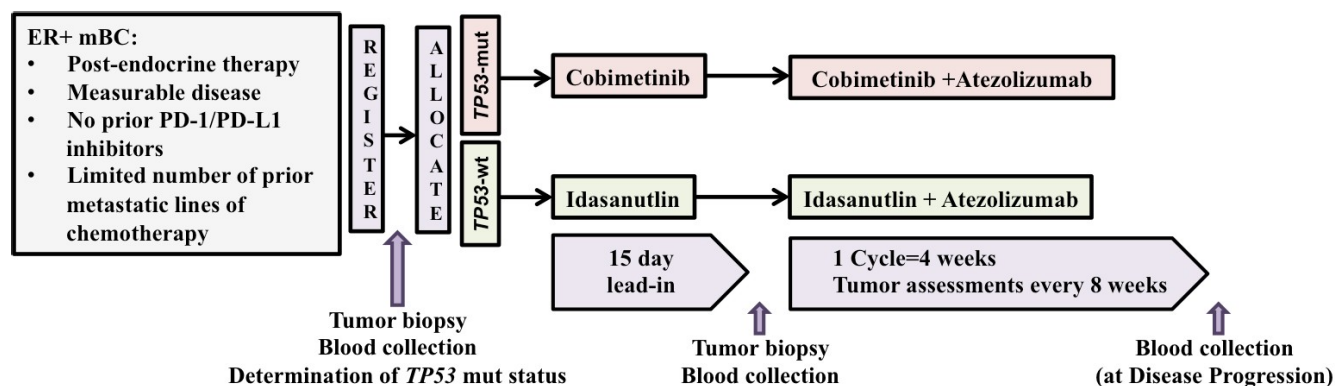 ER+ mBC:
• Post-endocrine therapy
• Measurable disease
• No prior PD-1/PD-L1
inhibitors
• Limited number of prior
metastatic lines of
chemotherapy
REGISTER
ALLOCATE
TP53-mut
Cobimetinib
Cobimetinib +Atezolizumab
TP53-wt
Idasanutlin
Idasanutlin + Atezolizumab
15 day
lead-in
1 Cycle=4 weeks
Tumor assessments every 8 weeks
Tumor biopsy
Blood collection
Determination of TP53 mut status
Tumor biopsy
Blood collection
Blood collection
(at Disease Progression)